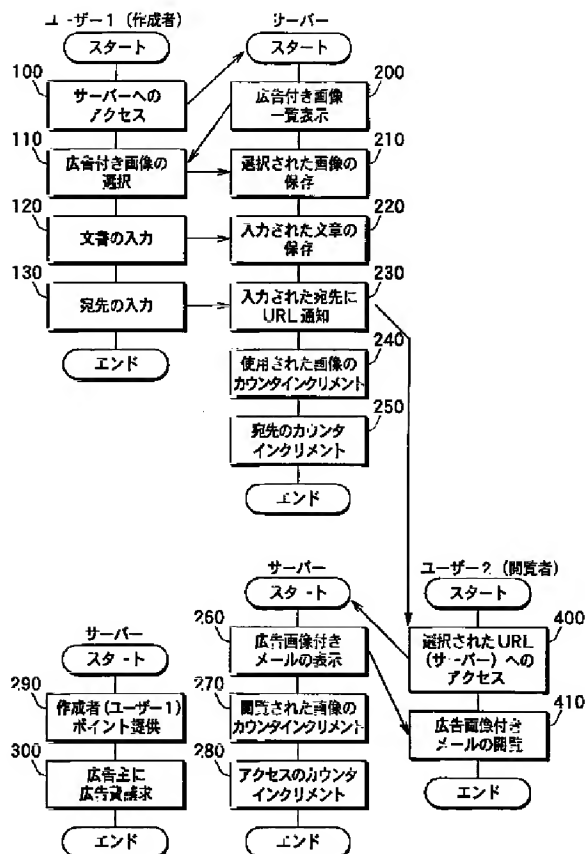 ユーザー1（作成者）
スタート
100
サーバーへの
アクセス
110
広告付き画像の
選択
120
文書の入力
130
宛先の入力
エンド
サーバー
スタート
200
広告付き画像
一覧表示
210
選択された画像の
保存
220
入力された文章の
保存
230
入力された宛先に
URL通知
240
使用された画像の
カウンタインクリメント
250
宛先のカウンタ
インクリメント
エンド
サーバー
スタート
290
作成者（ユーザー1）
ポイント提供
300
広告主に
広告費請求
エンド
サーバー
スタート
260
広告画像付き
メールの表示
270
閲覧された画像の
カウンタインクリメント
280
アクセスのカウンタ
インクリメント
エンド
ユーザー2（閲覧者）
スタート
400
選択されたURL
（サーバー）への
アクセス
410
広告画像付き
メールの閲覧
エンド